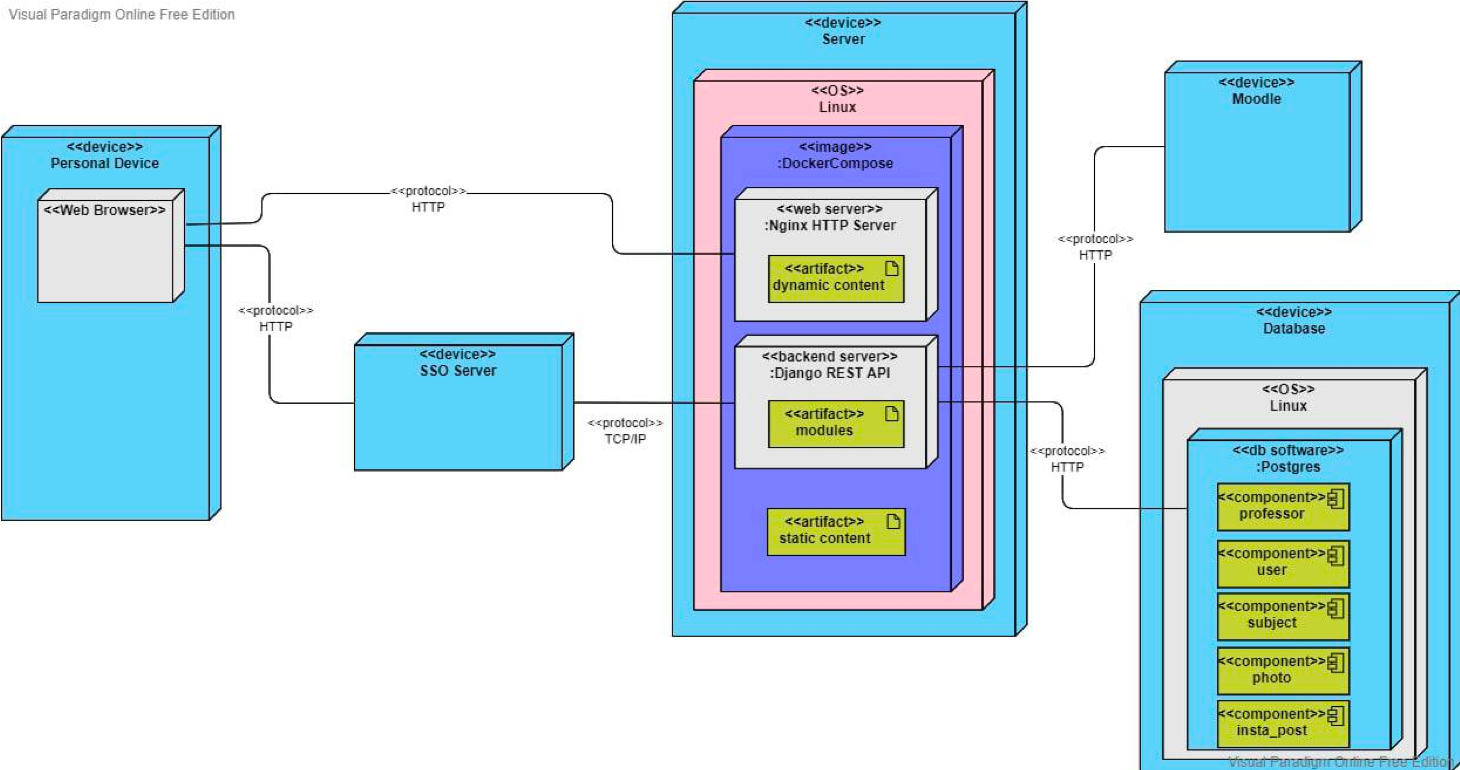 Visual Paradigm Online Free Edition
<<device>>
Personal Device
<<Web Browser>>
<<protocol>>
HTTP
<<protocol>>
HTTP
<<device>>
SSO Server
<<protocol>>
TCP/IP
<<device>>
Server
<<OS>>
Linux
<<image>>
:DockerCompose
<<web server>>
:Nginx HTTP Server
<<artifact>>
dynamic content
<<backend server>>
:Django REST API
<<artifact>>
modules
<<artifact>>
static content
<<protocol>>
HTTP
<<device>>
Moodle
<<protocol>>
HTTP
<<device>>
Database
<<OS>>
Linux
<<db software>>
:Postgres
<<component>>
professor
<<component>>
user
<<component>>
subject
<<component>>
photo
<<component>>
insta_post
Visual Paradigm Online Free Edition